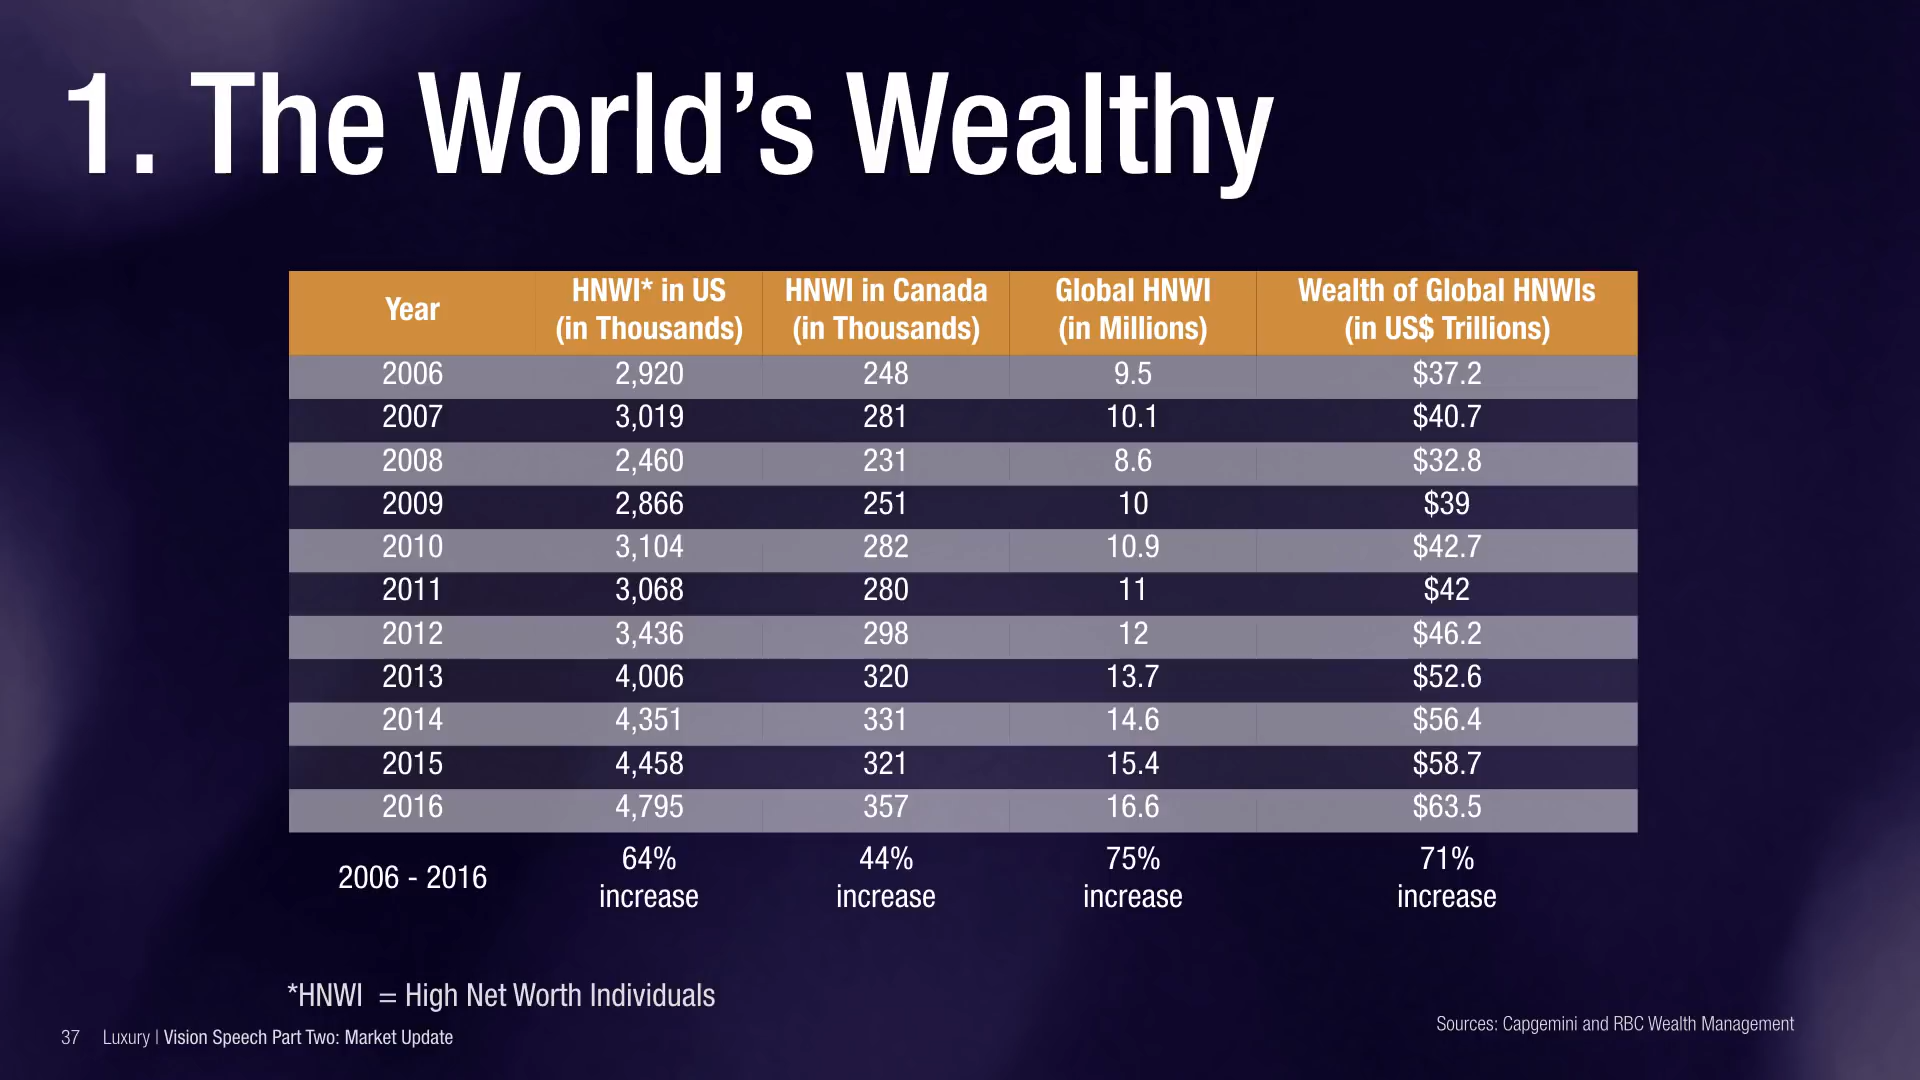 1. The World’s Wealthy
Year
HNWI* in US
(in Thousands)
HNWI in Canada
(in Thousands)
Global HNWI
(in Millions)
Wealth of Global HNWIs
(in US$ Trillions)
2006 2,920 248 9.5 $37.2
2007 3,019 281 10.1 $40.7
2008 2,460 231 8.6 $32.8
2009 2,866 251 10 $39
2010 3,104 282 10.9 $42.7
2011 3,068 280 11 $42
2012 3,436 298 12 $46.2
2013 4,006 320 13.7 $52.6
2014 4,351 331 14.6 $56.4
2015 4,458 321 15.4 $58.7
2016 4,795 357 16.6 $63.5
2006 - 2016
64%
increase
44%
increase
75%
increase
71%
increase
*HNWI = High Net Worth Individuals
37 Luxury | Vision Speech Part Two: Market Update
Sources: Capgemini and RBC Wealth Management